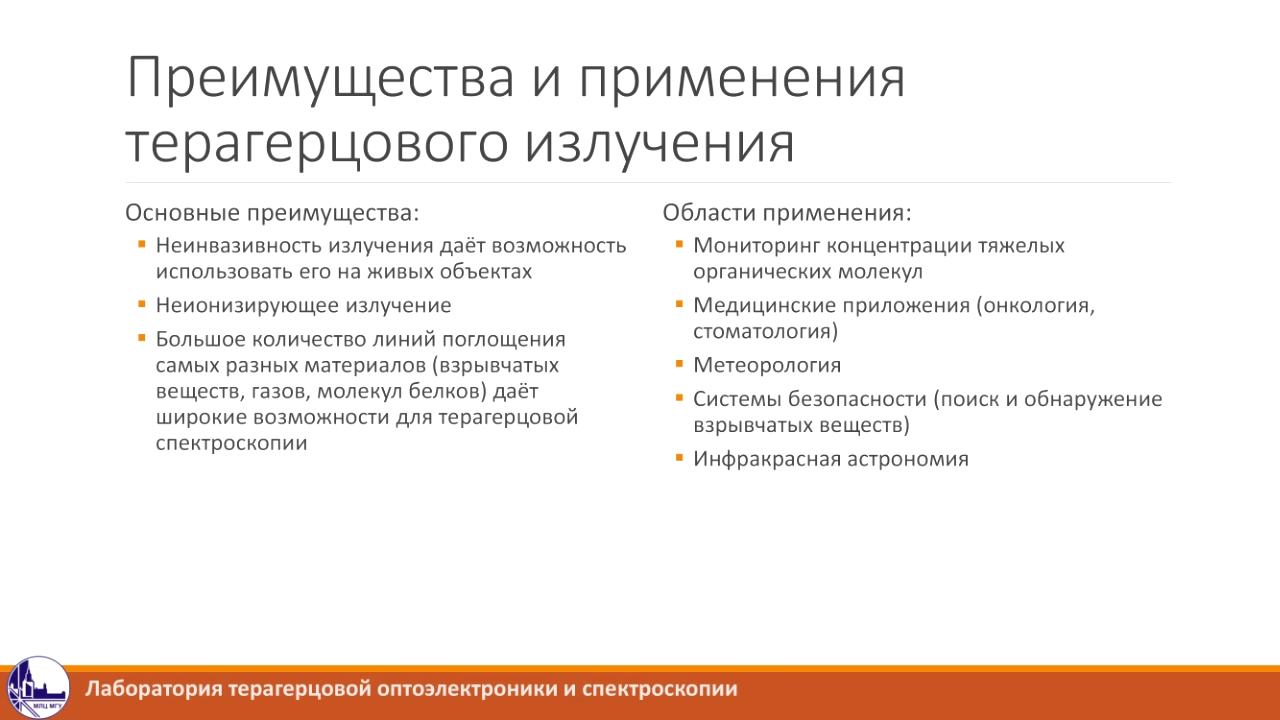 Преимущества и применения
терагерцового излучения
Основные преимущества:
Неинвазивность излучения даёт возможность
использовать его на живых объектах
Неионизирующее излучение
Большое количество линий поглощения
самых разных материалов (взрывчатых
веществ, газов, молекул белков) даёт
широкие возможности для терагерцовой
спектроскопии
Области применения:
Мониторинг концентрации тяжелых
органических молекул
Медицинские приложения (онкология,
стоматология)
Метеорология
Системы безопасности (поиск и обнаружение
взрывчатых веществ)
Инфракрасная астрономия
МЛЦ МГУ
Лаборатория терагерцовой оптоэлектроники и спектроскопии